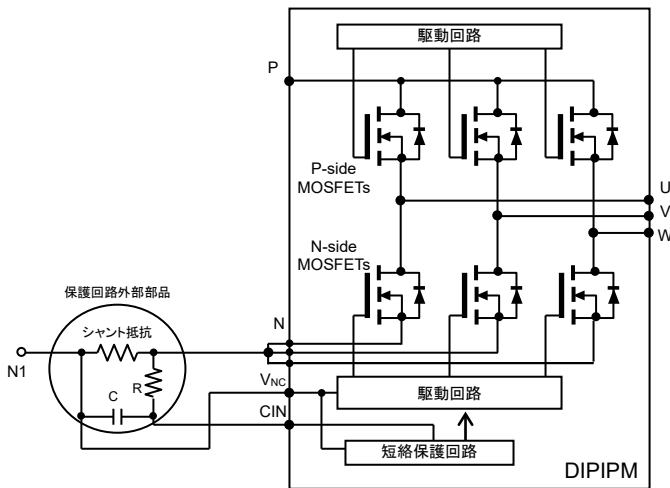 駆動回路
P
P-side
MOSFETs
U
V
W
N-side
MOSFETs
保護回路外部部品
シャント抵抗
N
N1
R
C
VNC
CIN
駆動回路
短絡保護回路
DIPIPM